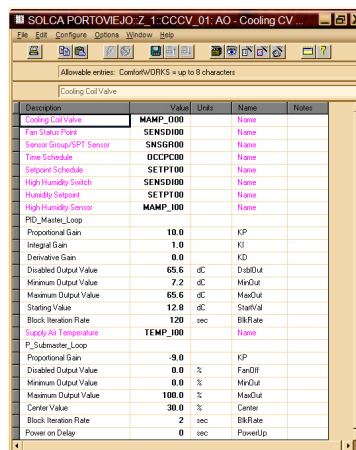 SOLCA PORTOVIEJO::Z_1::CCCV_01: AO - Cooling CV ...
File Edit Configure Options Window Help
Allowable entries: ComfortWORKS = up to 8 characters
Cooling Coil Valve
Description Value Units Name Notes
Cooling Coil Valve MAMP_O00 Name
Fan Status Point SENSDI00 Name
Sensor Group/SPT Sensor SNSGR00 Name
Time Schedule OCCPC00 Name
Setpoint Schedule SETPT00 Name
High Humidity Switch SENSDI00 Name
Humidity Setpoint SETPT00 Name
High Humidity Sensor MAMP_I00 Name
PID_Master_Loop
Proportional Gain 10.0 KP
Integral Gain 1.0 KI
Derivative Gain 0.0 KD
Disabled Output Value 65.6 dC DsblOut
Minimum Output Value 7.2 dC MinOut
Maximum Output Value 65.6 dC MaxOut
Starting Value 12.8 dC StartVal
Block Iteration Rate 120 sec BlkRate
Supply Air Temperature TEMP_I00 Name
P_Submaster_Loop
Proportional Gain -9.0 KP
Disabled Output Value 0.0 % FanOff
Minimum Output Value 0.0 % MinOut
Maximum Output Value 100.0 % MaxOut
Center Value 30.0 % Center
Block Iteration Rate 2 sec BlkRate
Power on Delay 0 sec PowerUp